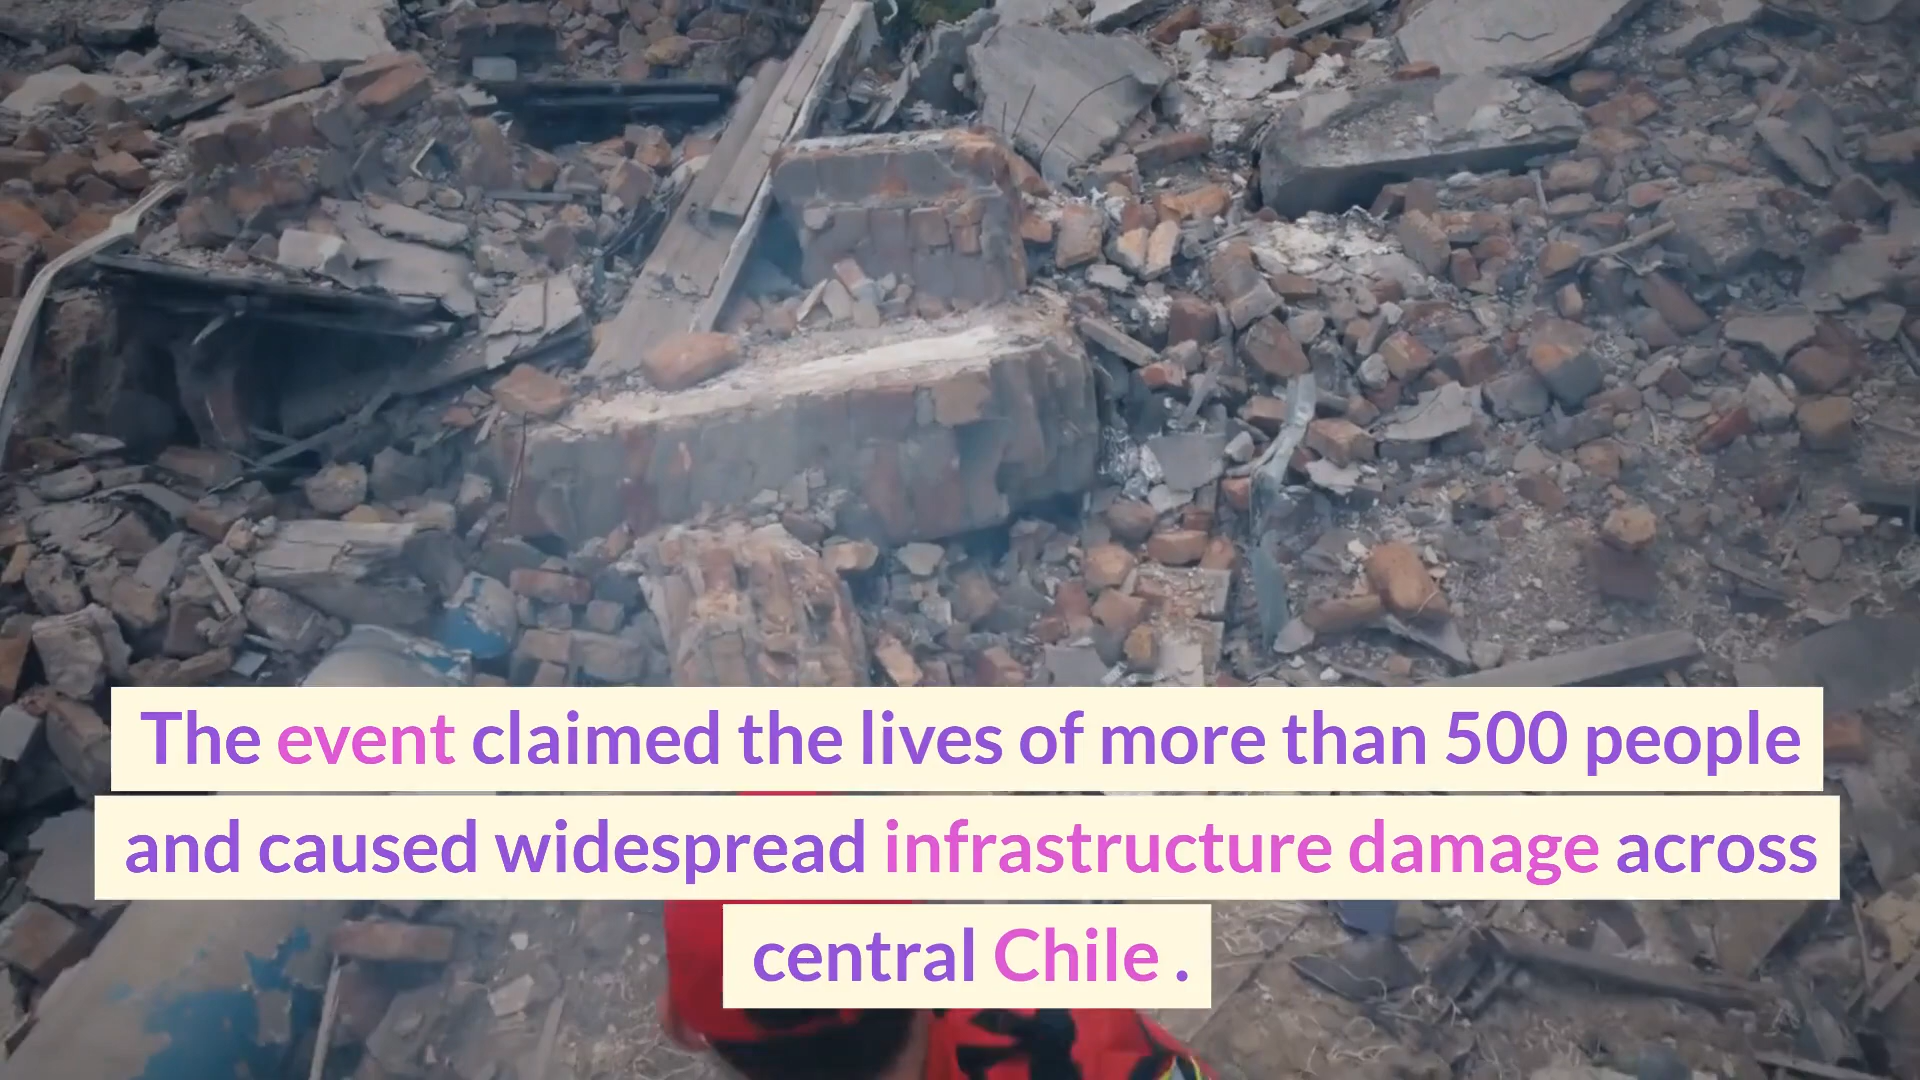 The event claimed the lives of more than 500 people
and caused widespread infrastructure damage across
central Chile .